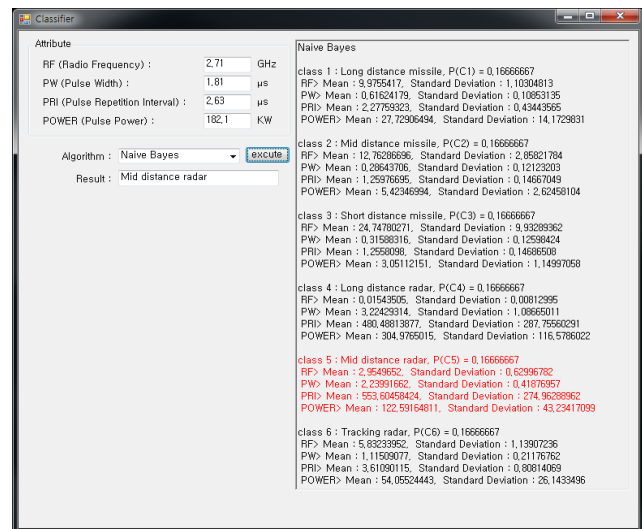 Classifier
Attribute
RF (Radio Frequency) : 2,71 GHz
PW (Pulse Width) : 1,81 μs
PRI (Pulse Repetition Interval) : 2,63 μs
POWER (Pulse Power) : 182,1 KW
Algorithm : Naive Bayes excute
Result : Mid distance radar
Naive Bayes
class 1 : Long distance missile, P(C1) = 0,16666667
RF> Mean : 9,9755417, Standard Deviation : 1,10304813
PW> Mean : 0,61624179, Standard Deviation : 0,10853135
PRI> Mean : 2,27759323, Standard Deviation : 0,43443565
POWER> Mean : 27,72906494, Standard Deviation : 14,1729831
class 2 : Mid distance missile, P(C2) = 0,16666667
RF> Mean : 12,76286696, Standard Deviation : 2,85821784
PW> Mean : 0,28643706, Standard Deviation : 0,12123203
PRI> Mean : 1,25976695, Standard Deviation : 0,14667049
POWER> Mean : 5,42346994, Standard Deviation : 2,62458104
class 3 : Short distance missile, P(C3) = 0,16666667
RF> Mean : 24,74780271, Standard Deviation : 9,93289362
PW> Mean : 0,31588316, Standard Deviation : 0,12598424
PRI> Mean : 1,2558098, Standard Deviation : 0,14686508
POWER> Mean : 3,05112151, Standard Deviation : 1,14997058
class 4 : Long distance radar, P(C4) = 0,16666667
RF> Mean : 0,01543505, Standard Deviation : 0,00812995
PW> Mean : 3,22429314, Standard Deviation : 1,08665011
PRI> Mean : 480,48813877, Standard Deviation : 287,75560291
POWER> Mean : 304,9765015, Standard Deviation : 116,5786022
class 5 : Mid distance radar, P(C5) = 0,16666667
RF> Mean : 2,9549652, Standard Deviation : 0,62996782
PW> Mean : 2,23991662, Standard Deviation : 0,41876957
PRI> Mean : 553,60458424, Standard Deviation : 274,96288962
POWER> Mean : 122,59164811, Standard Deviation : 43,23417099
class 6 : Tracking radar, P(C6) = 0,16666667
RF> Mean : 5,83233952, Standard Deviation : 1,13907236
PW> Mean : 1,11509077, Standard Deviation : 0,21176762
PRI> Mean : 3,61090115, Standard Deviation : 0,80814069
POWER> Mean : 54,05524443, Standard Deviation : 26,1433496